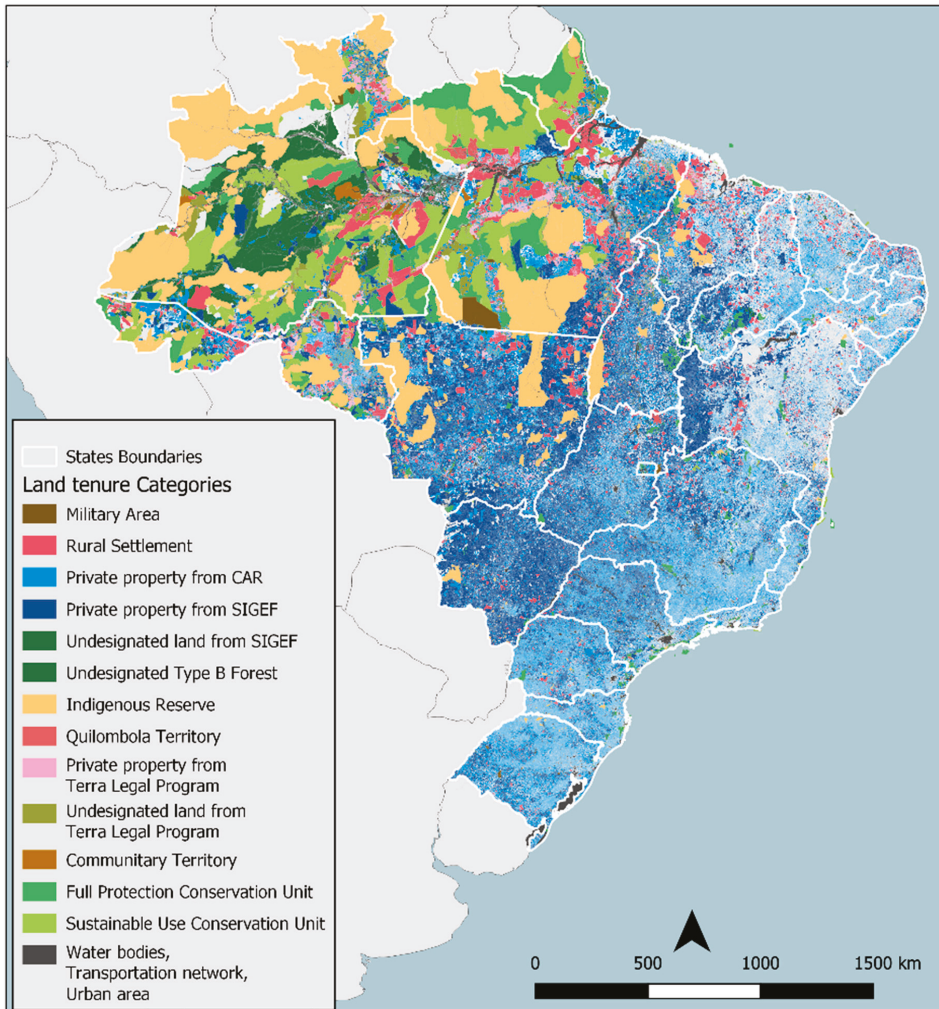 States Boundaries
Land tenure Categories
Military Area
Rural Settlement
Private property from CAR
Private property from SIGEF
Undesignated land from SIGEF
Undesignated Type B Forest
Indigenous Reserve
Quilombola Territory
Private property from
Terra Legal Program
Undesignated land from
Terra Legal Program
Communitary Territory
Full Protection Conservation Unit
Sustainable Use Conservation Unit
Water bodies,
Transportation network,
Urban area
0 500 1000 1500 km